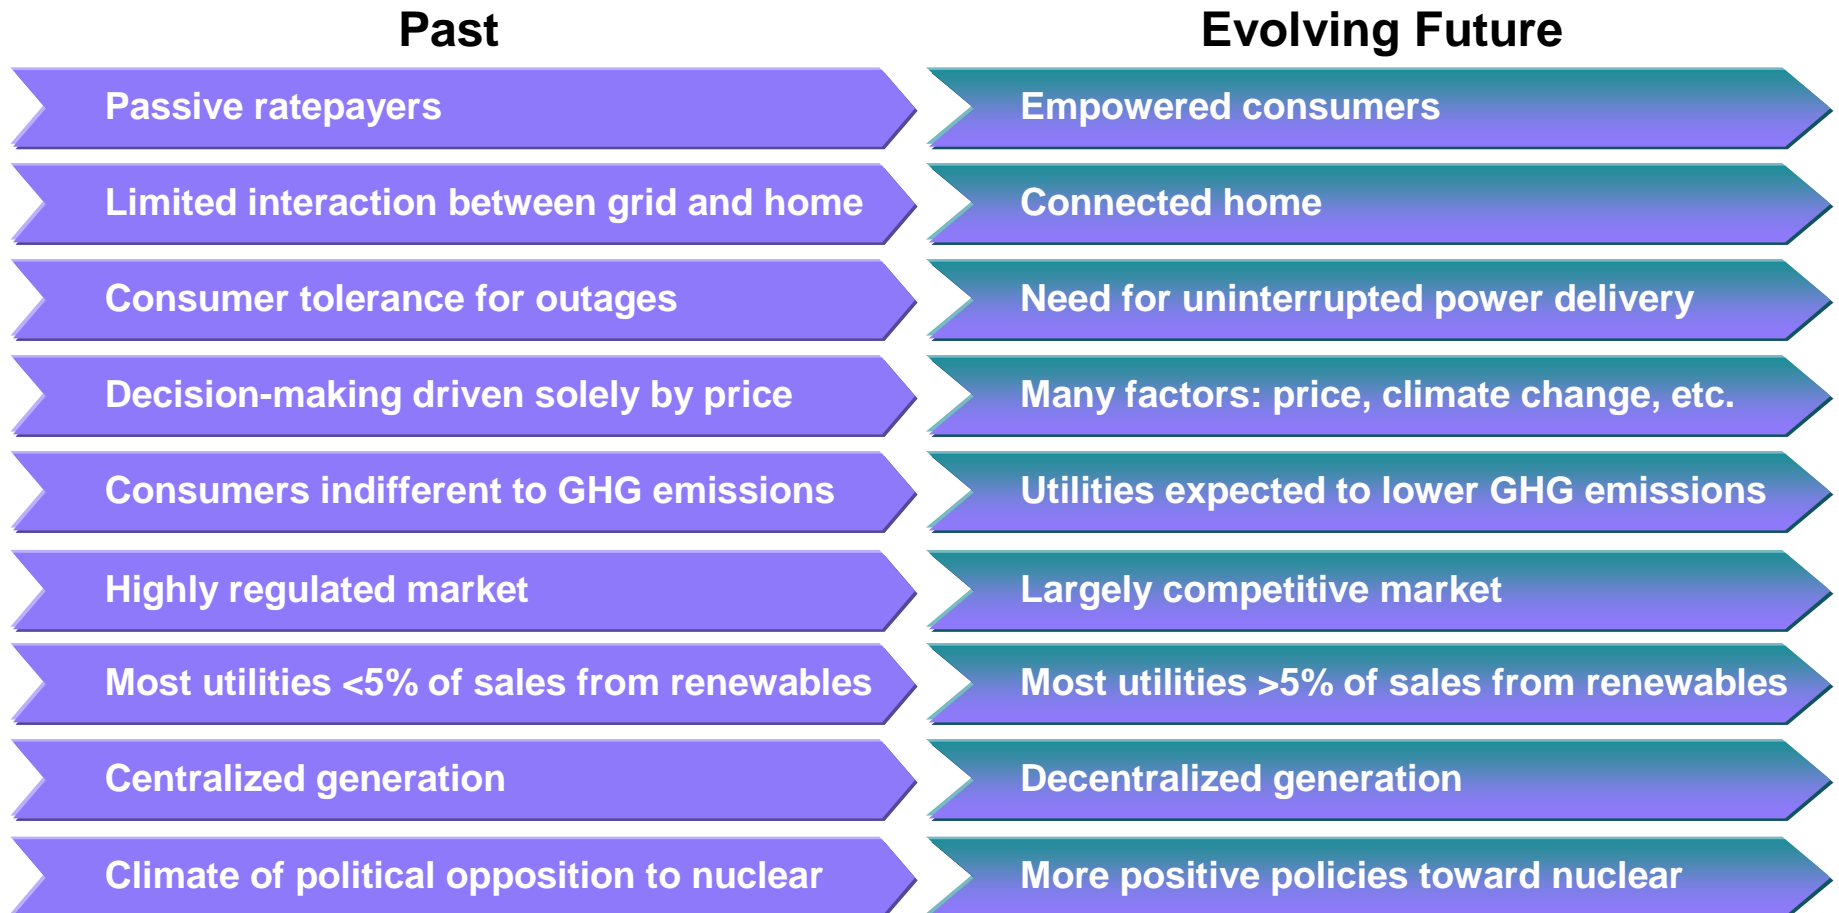 Past
Evolving Future
Passive ratepayers
Empowered consumers
Limited interaction between grid and home
Connected home
Consumer tolerance for outages
Need for uninterrupted power delivery
Decision-making driven solely by price
Many factors: price, climate change, etc.
Consumers indifferent to GHG emissions
Utilities expected to lower GHG emissions
Highly regulated market
Largely competitive market
Most utilities <5% of sales from renewables
Most utilities >5% of sales from renewables
Centralized generation
Decentralized generation
Climate of political opposition to nuclear
More positive policies toward nuclear